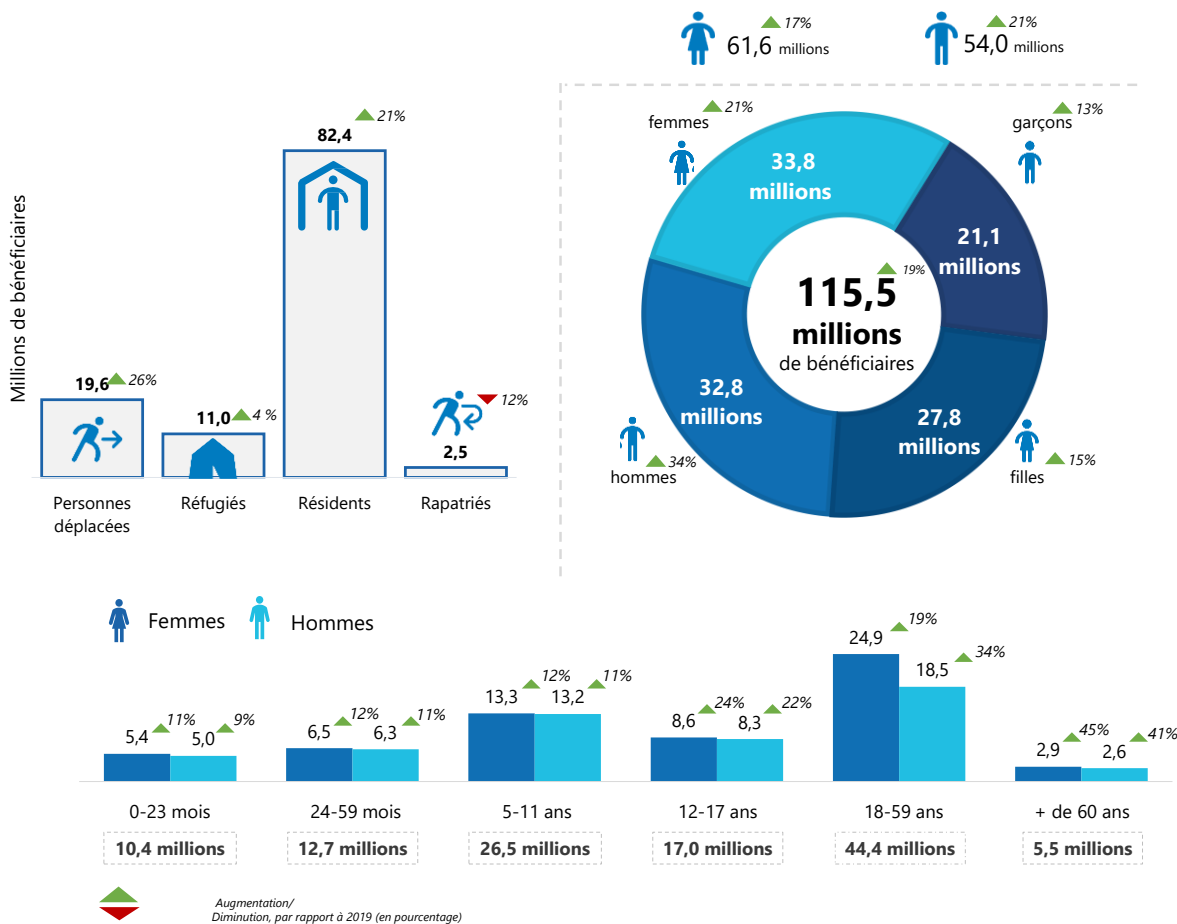 17%
61,6 millions
21%
54,0 millions
Millions de bénéficiaires
19,6
26%
11,0
4 %
82,4
21%
12%
2,5
Personnes
déplacées
Réfugiés
Résidents
Rapatriés
femmes
21%
garçons
13%
33,8
millions
21,1
millions
19%
115,5
millions
de bénéficiaires
32,8
millions
27,8
millions
hommes
34%
filles
15%
Femmes
Hommes
5,4
11%
5,0
9%
6,5
12%
6,3
11%
13,3
12%
13,2
11%
8,6
24%
8,3
22%
24,9
19%
18,5
34%
2,9
45%
2,6
41%
0-23 mois
24-59 mois
5-11 ans
12-17 ans
18-59 ans
+ de 60 ans
10,4 millions
12,7 millions
26,5 millions
17,0 millions
44,4 millions
5,5 millions
Augmentation/
Diminution, par rapport à 2019 (en pourcentage)